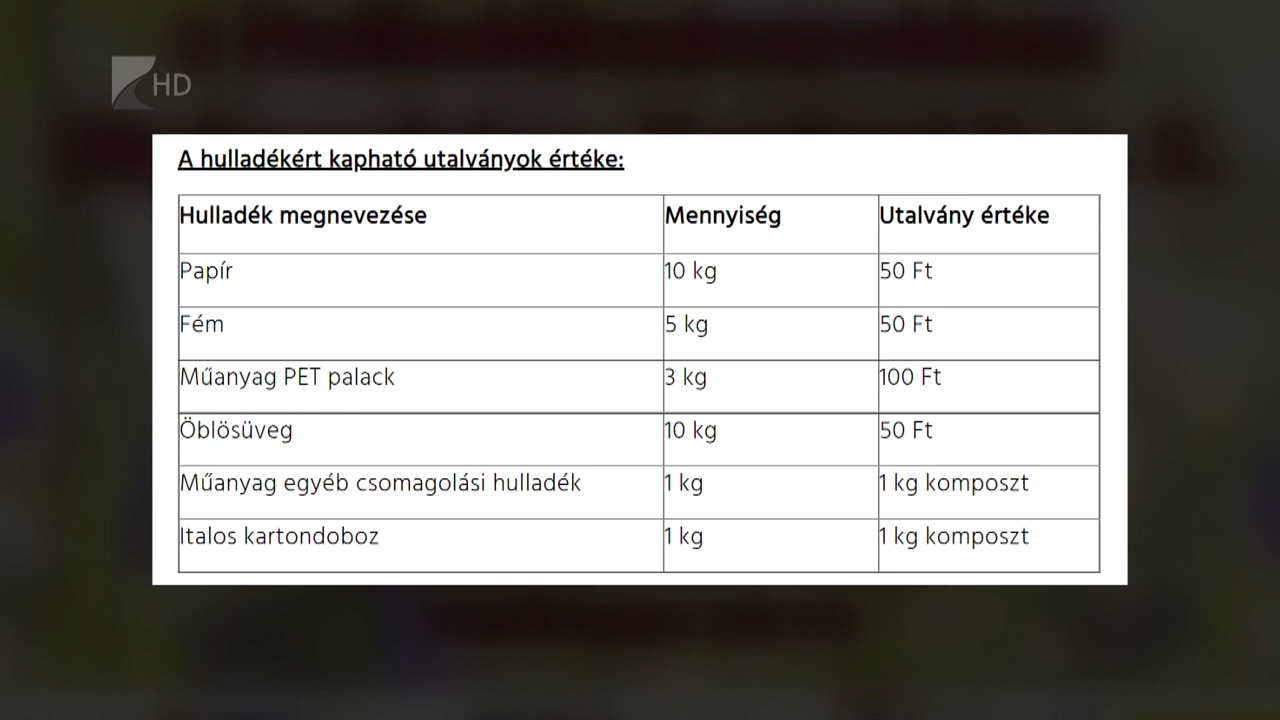 HD
A hulladékért kapható utalványok értéke:
Hulladék megnevezése Mennyiség Utalvány értéke
Papír 10 kg 50 Ft
Fém 5 kg 50 Ft
Műanyag PET palack 3 kg 100 Ft
Öblösüveg 10 kg 50 Ft
Műanyag egyéb csomagolási hulladék 1 kg 1 kg komposzt
Italos kartondoboz 1 kg 1 kg komposzt